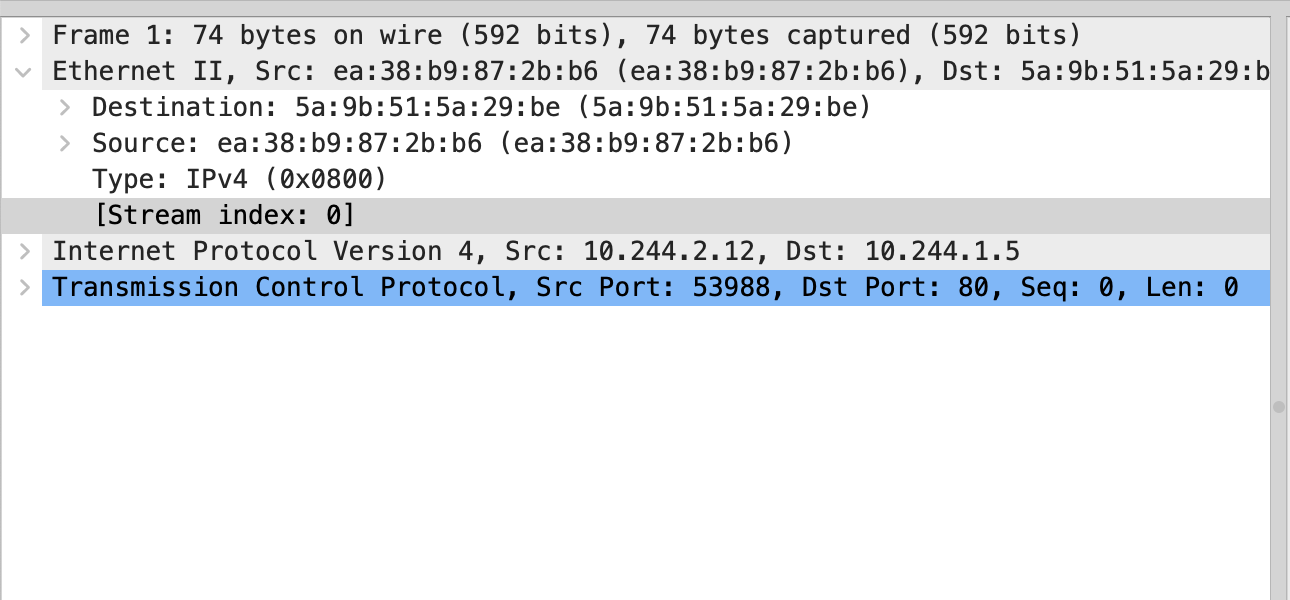 Frame 1: 74 bytes on wire (592 bits), 74 bytes captured (592 bits)
Ethernet II, Src: ea:38:b9:87:2b:b6 (ea:38:b9:87:2b:b6), Dst: 5a:9b:51:5a:29:b
Destination: 5a:9b:51:5a:29:be (5a:9b:51:5a:29:be)
Source: ea:38:b9:87:2b:b6 (ea:38:b9:87:2b:b6)
Type: IPv4 (0x0800)
[Stream index: 0]
Internet Protocol Version 4, Src: 10.244.2.12, Dst: 10.244.1.5
Transmission Control Protocol, Src Port: 53988, Dst Port: 80, Seq: 0, Len: 0